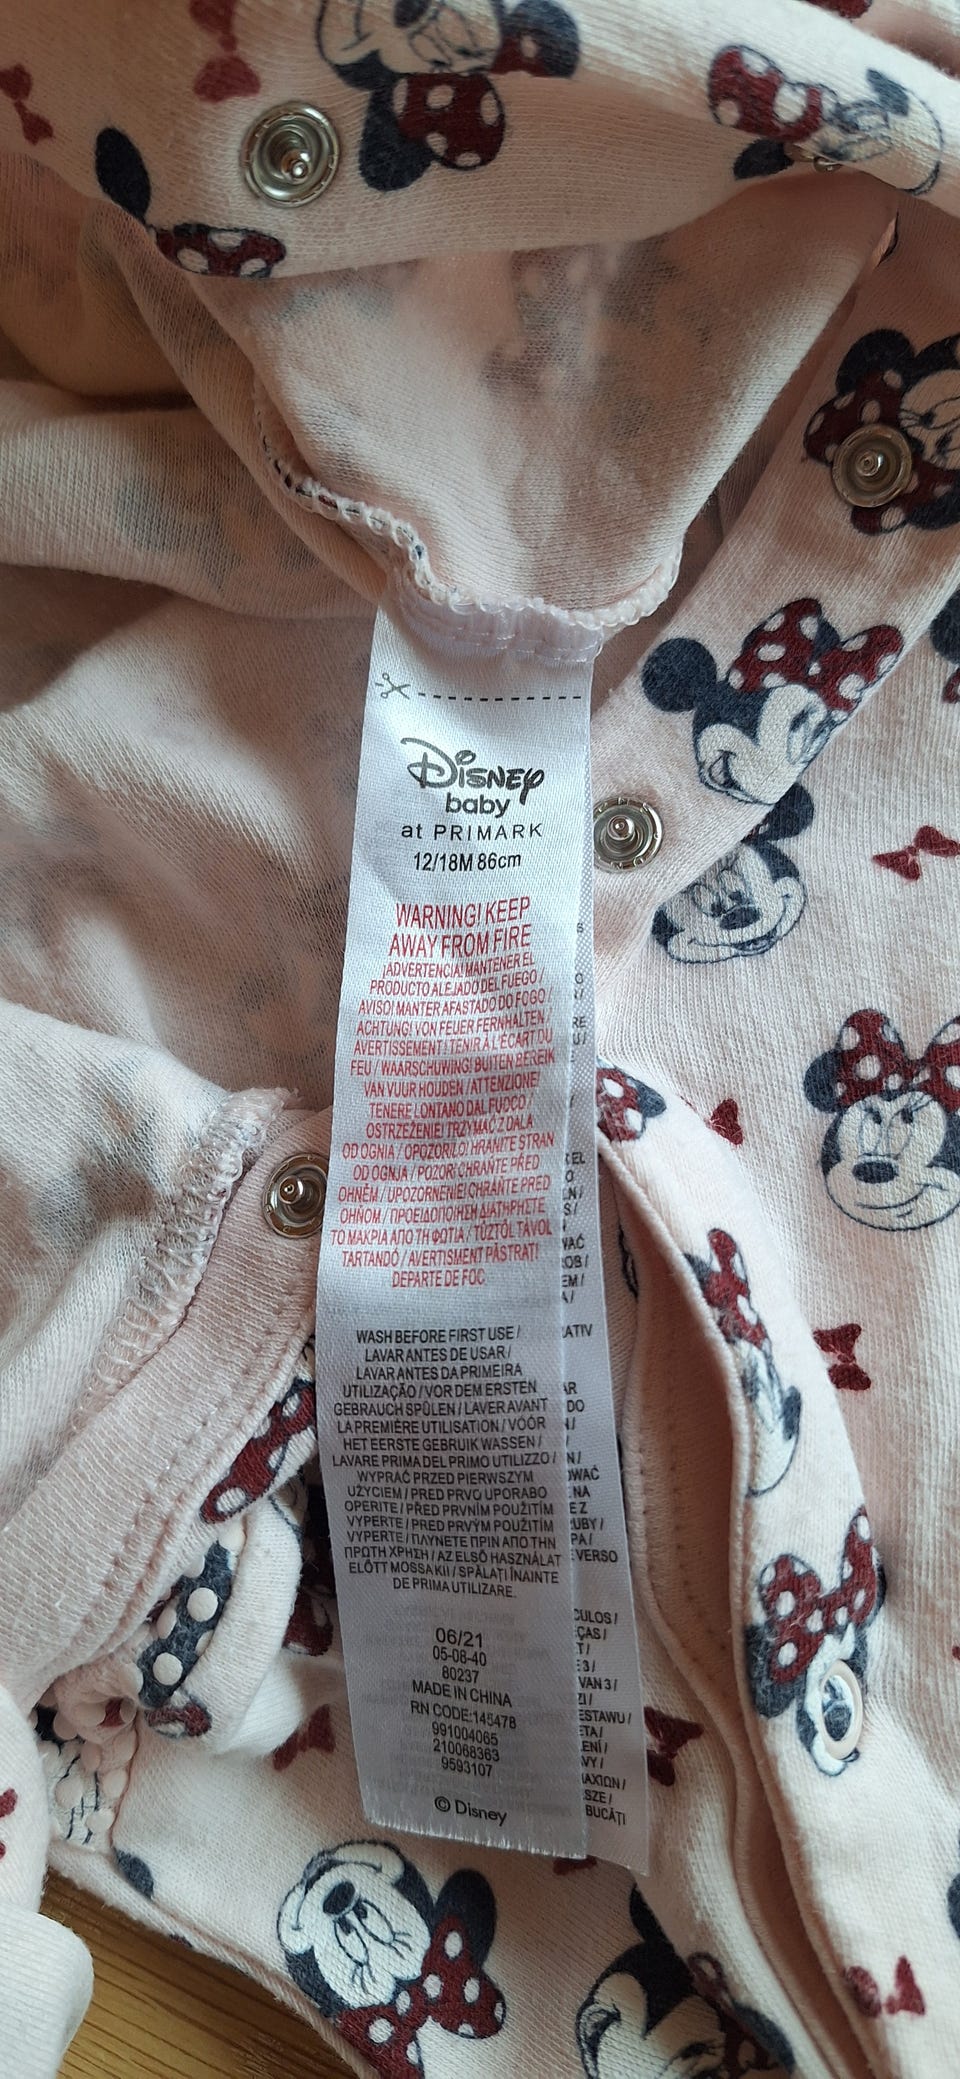 Disney
baby
at PRIMARK
12/18M 86cm
WARNING! KEEP
AWAY FROM FIRE
¡ADVERTENCIA! MANTENER EL
PRODUCTO ALEJADO DEL FUEGO /
AVISO! MANTER AFASTADO DO FOGO /
ACHTUNG! VON FEUER FERNHALTEN /
AVERTISSEMENT! TENIR À L'ÉCART DU
FEU / WAARSCHUWING! BUITEN BEREIK
VAN VUUR HOUDEN / ATTENZIONE!
TENERE LONTANO DAL FUOCO /
OSTRZEŻENIE! TRZYMAĆ Z DALA
OD OGNIA / OPOZORILO! HRANITE STRAN
OD OGNJA / POZOR! CHRAŇTE PŘED
OHNĚM / UPOZORNENIE! CHRÁŇTE PRED
OHŇOM / ΠΡΟΕΙΔΟΠΟΙΗΣΗ ΔΙΑΤΗΡΗΣΤΕ
ΤΟ ΜΑΚΡΙΑ ΑΠΟ ΤΗ ΦΩΤΙΑ / TŰZTŐL TÁVOL
TARTANDÓ / AVERTISMENT PĂSTRAȚI
DEPARTE DE FOC
WASH BEFORE FIRST USE /
LAVAR ANTES DE USAR /
LAVAR ANTES DA PRIMEIRA
UTILIZAÇÃO / VOR DEM ERSTEN
GEBRAUCH SPÜLEN / LAVER AVANT
LA PREMIÈRE UTILISATION / VÓÓR
HET EERSTE GEBRUIK WASSEN /
LAVARE PRIMA DEL PRIMO UTILIZZO /
WYPRAĆ PRZED PIERWSZYM
UŻYCIEM / PRED PRVO UPORABO
OPERITE / PŘED PRVNÍM POUŽITÍM
VYPERTE / PRED PRVÝM POUŽITÍM
VYPERTE / ΠΛΥΝΕΤΕ ΠΡΙΝ ΑΠΟ ΤΗΝ
ΠΡΩΤΗ ΧΡΗΣΗ / AZ ELSŐ HASZNÁLAT
ELŐTT MOSSA KI! / SPĂLAȚI ÎNAINTE
DE PRIMA UTILIZARE.
06/21
05-08-40
80237
MADE IN CHINA
RN CODE:145478
991004065
210068363
9593107
© Disney